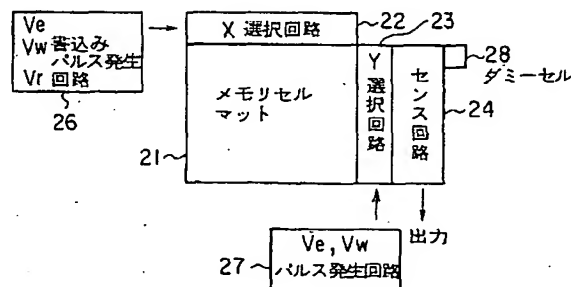 Ve
Vw 書込み
パルス発生
Vr 回路
26
X 選択回路
22
23
メモリセル
マット
21
Y選択回路
センス回路
28
ダミーセル
24
出力
Ve, Vw
パルス発生回路
27